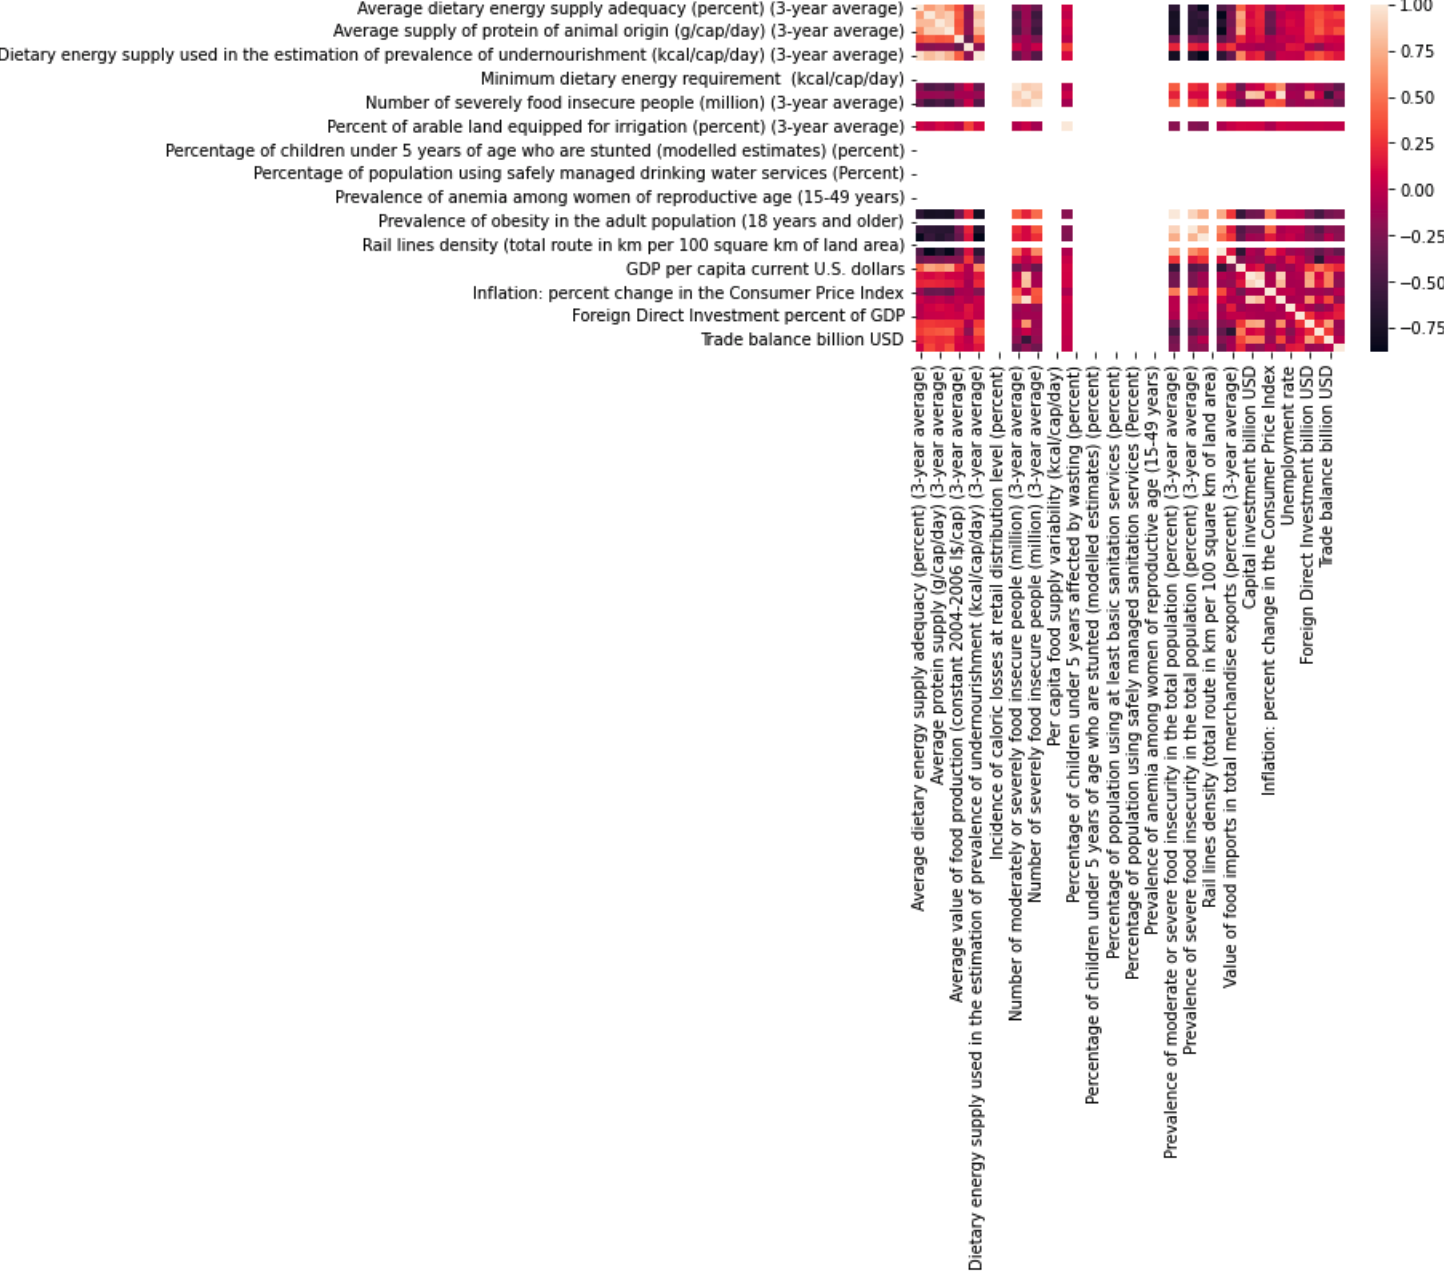 Average dietary energy supply adequacy (percent) (3-year average)
Average supply of protein of animal origin (g/cap/day) (3-year average)
Dietary energy supply used in the estimation of prevalence of undernourishment (kcal/cap/day) (3-year average)
Minimum dietary energy requirement (kcal/cap/day)
Number of severely food insecure people (million) (3-year average)
Percent of arable land equipped for irrigation (percent) (3-year average)
Percentage of children under 5 years of age who are stunted (modelled estimates) (percent)
Percentage of population using safely managed drinking water services (Percent)
Prevalence of anemia among women of reproductive age (15-49 years)
Prevalence of obesity in the adult population (18 years and older)
Rail lines density (total route in km per 100 square km of land area)
GDP per capita current U.S. dollars
Inflation: percent change in the Consumer Price Index
Foreign Direct Investment percent of GDP
Trade balance billion USD
1.00
0.75
0.50
0.25
0.00
−0.25
−0.50
−0.75
Average dietary energy supply adequacy (percent) (3-year average)
Average protein supply (g/cap/day) (3-year average)
Average value of food production (constant 2004-2006 I$/cap) (3-year average)
Dietary energy supply used in the estimation of prevalence of undernourishment (kcal/cap/day) (3-year average)
Incidence of caloric losses at retail distribution level (percent)
Number of moderately or severely food insecure people (million) (3-year average)
Number of severely food insecure people (million) (3-year average)
Per capita food supply variability (kcal/cap/day)
Percentage of children under 5 years affected by wasting (percent)
Percentage of children under 5 years of age who are stunted (modelled estimates) (percent)
Percentage of population using at least basic sanitation services (percent)
Percentage of population using safely managed sanitation services (Percent)
Prevalence of anemia among women of reproductive age (15-49 years)
Prevalence of moderate or severe food insecurity in the total population (percent) (3-year average)
Prevalence of severe food insecurity in the total population (percent) (3-year average)
Rail lines density (total route in km per 100 square km of land area)
Value of food imports in total merchandise exports (percent) (3-year average)
Capital investment billion USD
Inflation: percent change in the Consumer Price Index
Unemployment rate
Foreign Direct Investment billion USD
Trade balance billion USD